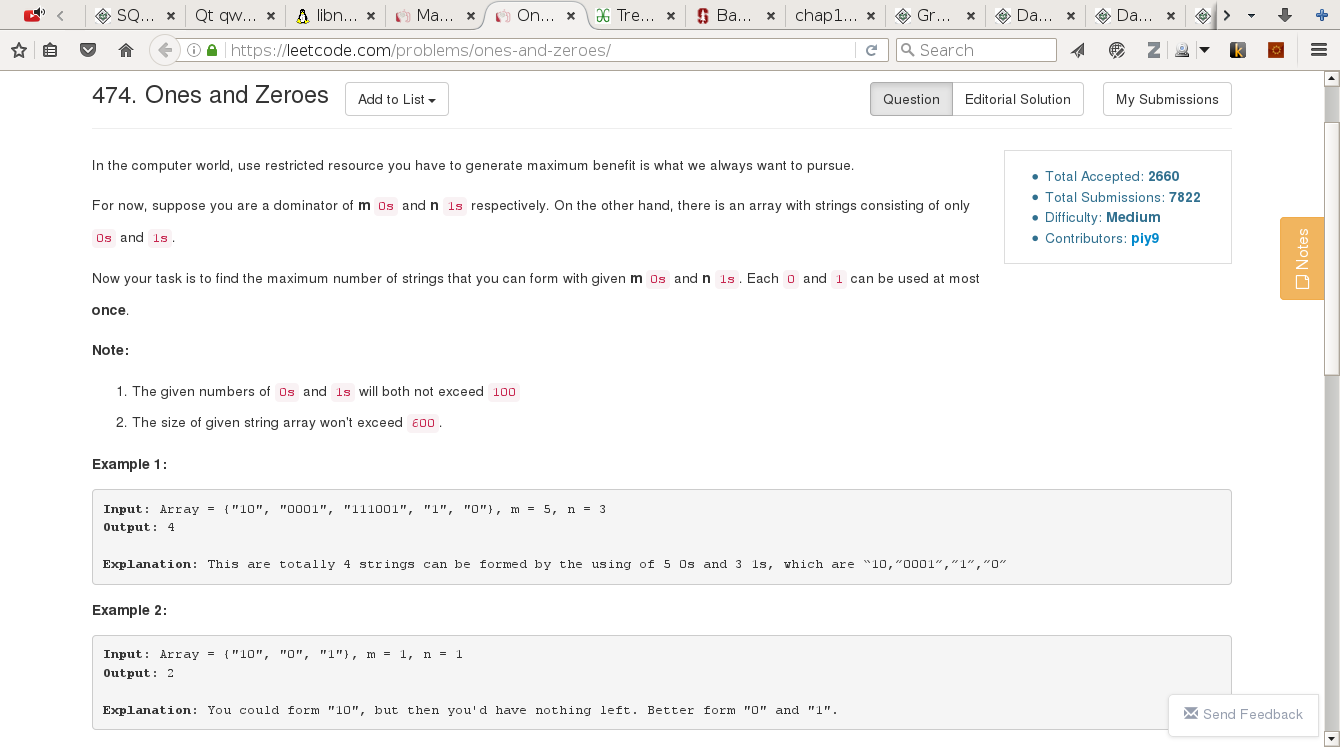 SQ... Qt qw... libn... Ma... On... Tre... Ba... chap1... Gr... Da... Da...
https://leetcode.com/problems/ones-and-zeroes/ Search
474. Ones and Zeroes Add to List Question Editorial Solution My Submissions
In the computer world, use restricted resource you have to generate maximum benefit is what we always want to pursue.
For now, suppose you are a dominator of m 0s and n 1s respectively. On the other hand, there is an array with strings consisting of only
0s and 1s.
Now your task is to find the maximum number of strings that you can form with given m 0s and n 1s. Each 0 and 1 can be used at most
once.
Total Accepted: 2660
Total Submissions: 7822
Difficulty: Medium
Contributors: piy9
Notes
Note:
1. The given numbers of 0s and 1s will both not exceed 100
2. The size of given string array won't exceed 600.
Example 1:
Input: Array = {"10", "0001", "111001", "1", "0"}, m = 5, n = 3
Output: 4
Explanation: This are totally 4 strings can be formed by the using of 5 0s and 3 1s, which are “10,”0001”,”1”,”0”
Example 2:
Input: Array = {"10", "0", "1"}, m = 1, n = 1
Output: 2
Explanation: You could form "10", but then you'd have nothing left. Better form "0" and "1".
Send Feedback